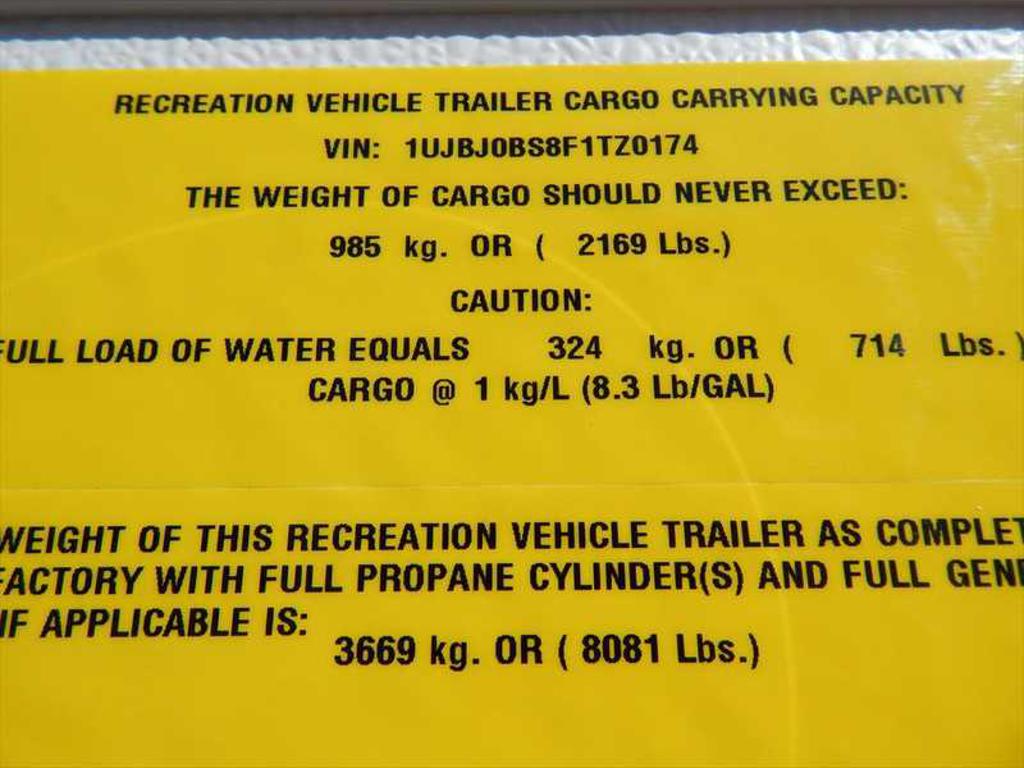 RECREATION VEHICLE TRAILER CARGO CARRYING CAPACITY
VIN: 1UJBJ0BS8F1TZ0174
THE WEIGHT OF CARGO SHOULD NEVER EXCEED:
985 kg. OR ( 2169 Lbs.)
CAUTION:
FULL LOAD OF WATER EQUALS 324 kg. OR ( 714 Lbs. )
CARGO @ 1 kg/L (8.3 Lb/GAL)
WEIGHT OF THIS RECREATION VEHICLE TRAILER AS COMPLET
FACTORY WITH FULL PROPANE CYLINDER(S) AND FULL GENE
IF APPLICABLE IS:
3669 kg. OR ( 8081 Lbs.)